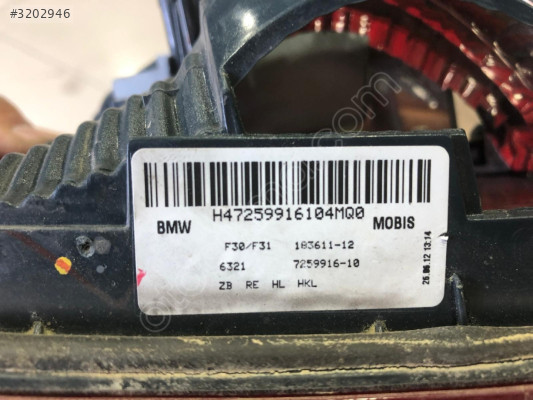 #3202946
H47259916104MQ0
BMW MOBIS
F30/F31 183611-12
6321 7259916-10
ZB RE HL HKL
26.06.12 13:14